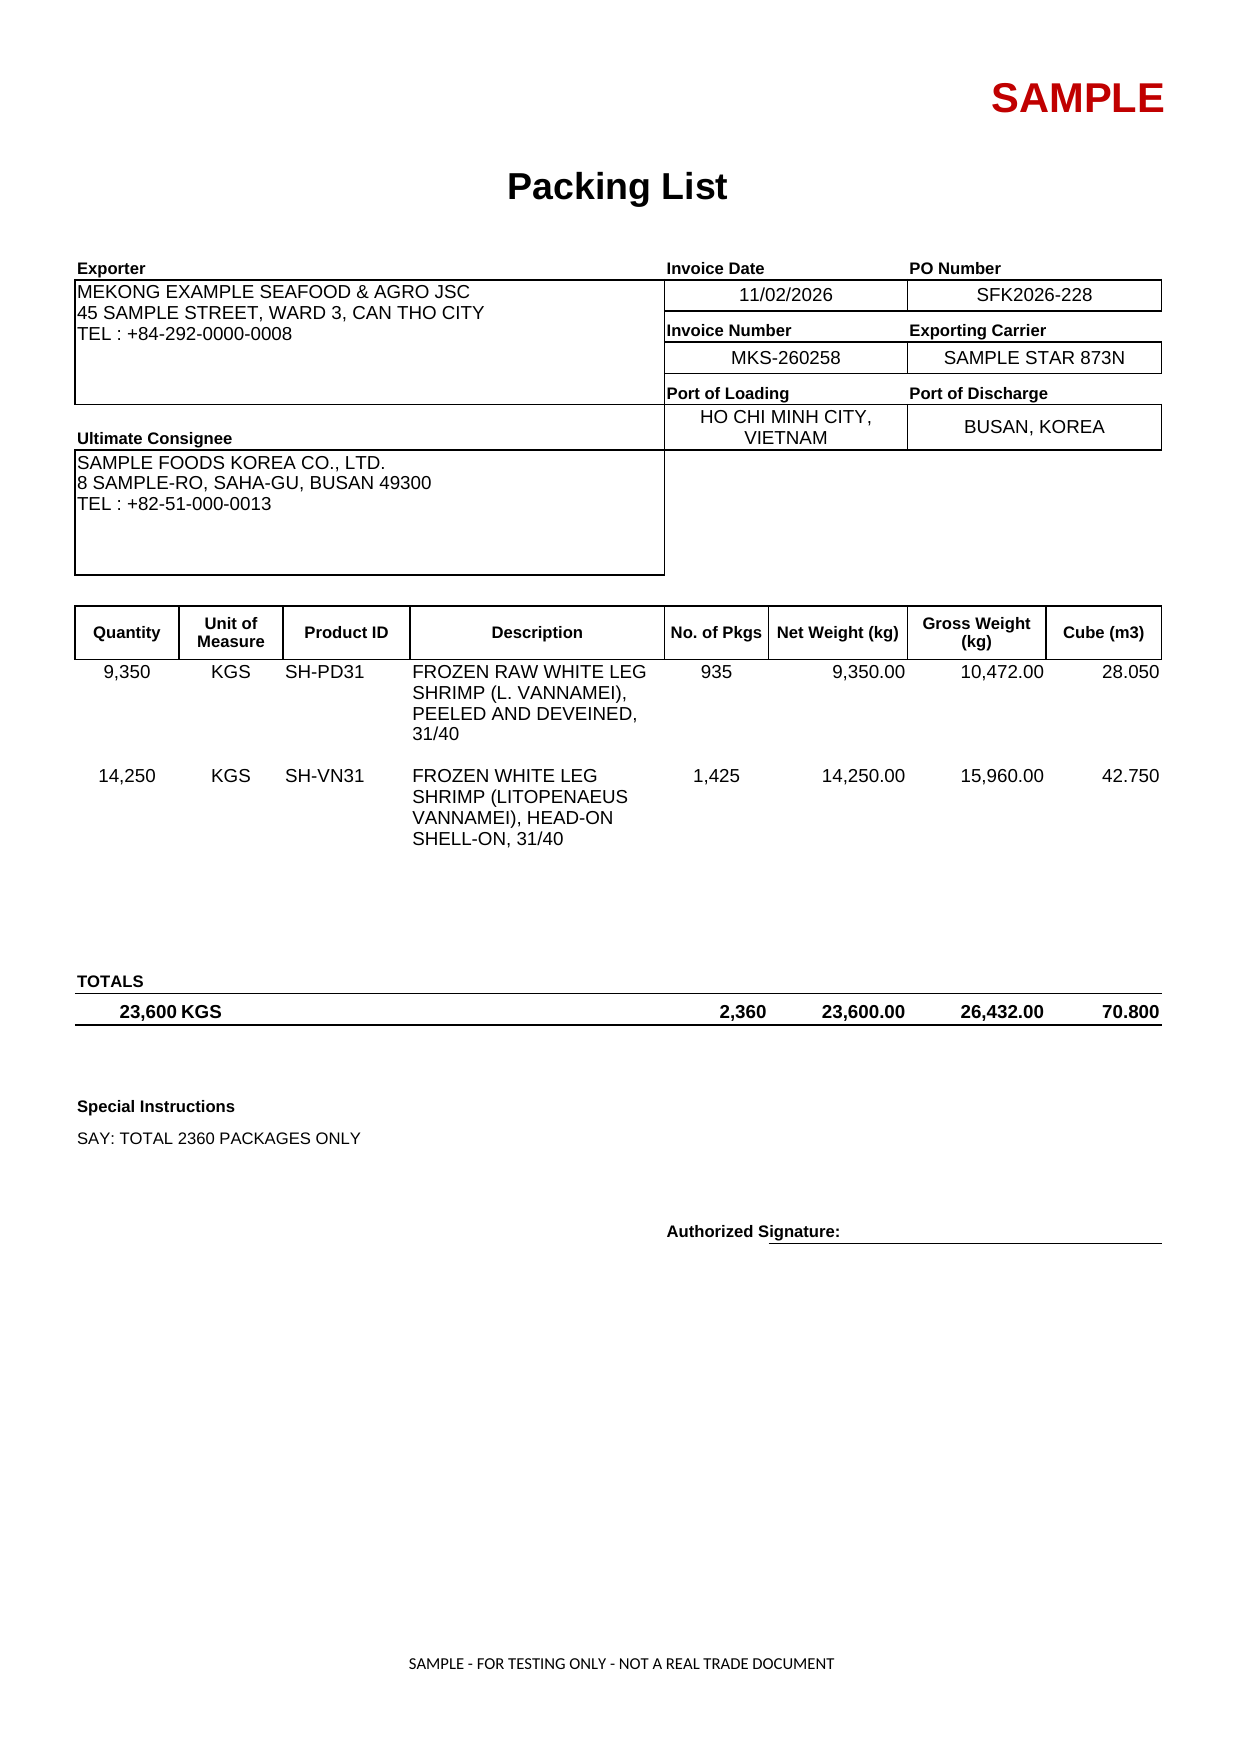 SAMPLE
Packing List
Exporter
Invoice Date
PO Number
MEKONG EXAMPLE SEAFOOD & AGRO JSC
45 SAMPLE STREET, WARD 3, CAN THO CITY
TEL : +84-292-0000-0008
11/02/2026
SFK2026-228
Invoice Number
Exporting Carrier
MKS-260258
SAMPLE STAR 873N
Port of Loading
Port of Discharge
HO CHI MINH CITY,
VIETNAM
BUSAN, KOREA
Ultimate Consignee
SAMPLE FOODS KOREA CO., LTD.
8 SAMPLE-RO, SAHA-GU, BUSAN 49300
TEL : +82-51-000-0013
Quantity Unit of Measure Product ID Description No. of Pkgs Net Weight (kg) Gross Weight (kg) Cube (m3)
9,350 KGS SH-PD31 FROZEN RAW WHITE LEG 935 9,350.00 10,472.00 28.050
SHRIMP (L. VANNAMEI),
PEELED AND DEVEINED,
31/40
14,250 KGS SH-VN31 FROZEN WHITE LEG 1,425 14,250.00 15,960.00 42.750
SHRIMP (LITOPENAEUS
VANNAMEI), HEAD-ON
SHELL-ON, 31/40
TOTALS
23,600 KGS 2,360 23,600.00 26,432.00 70.800
Special Instructions
SAY: TOTAL 2360 PACKAGES ONLY
Authorized Signature:
SAMPLE - FOR TESTING ONLY - NOT A REAL TRADE DOCUMENT